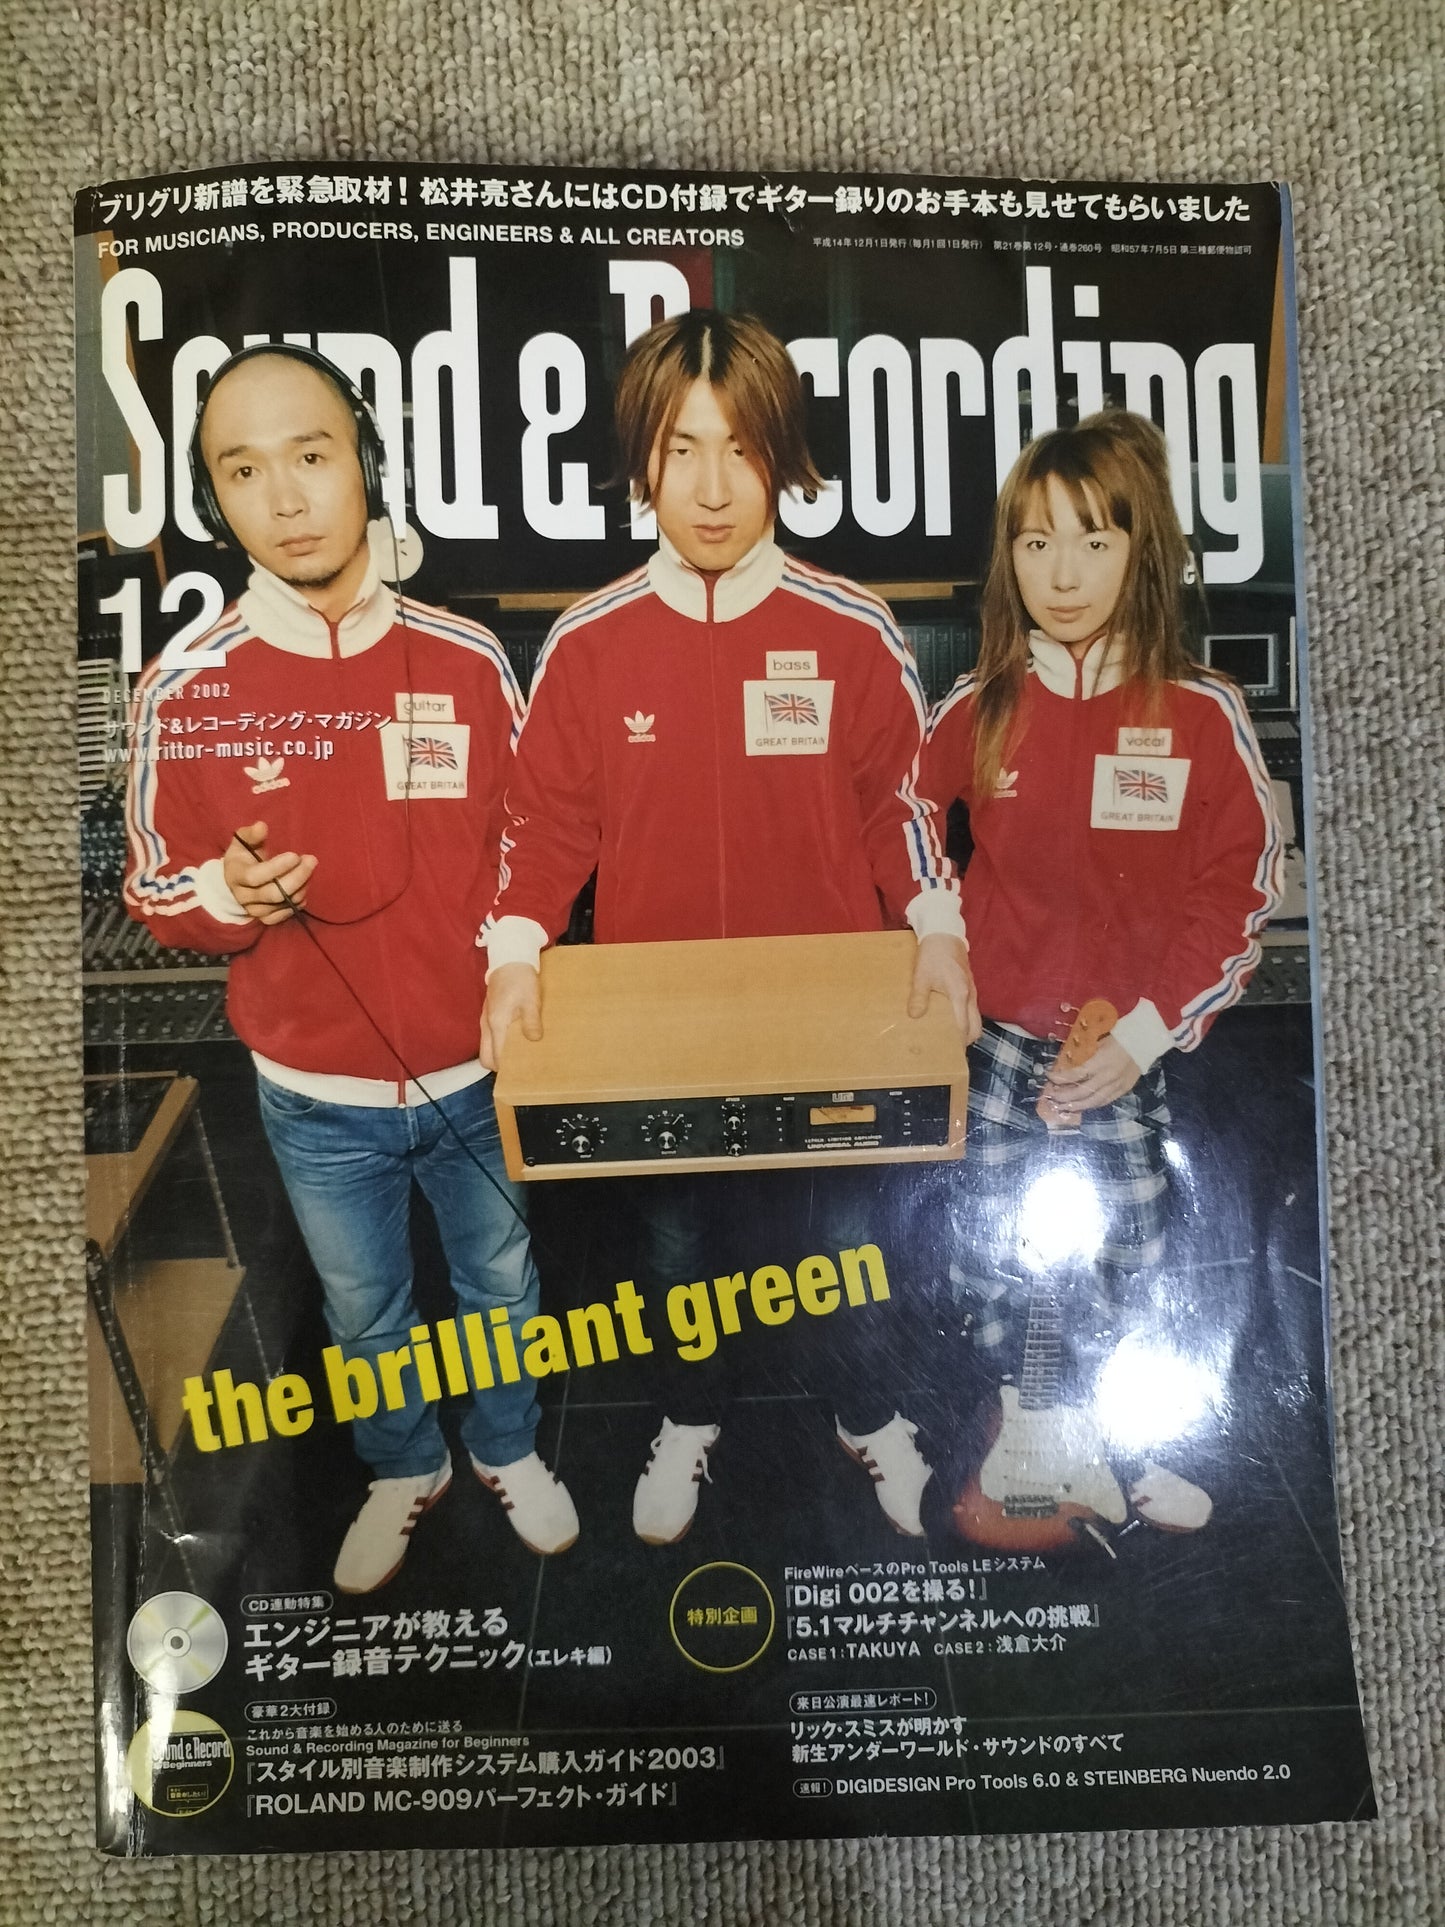 ブリグリ新譜を緊急取材！松井亮さんにはCD付録でギター録りのお手本も見せてもらいました
FOR MUSICIANS, PRODUCERS, ENGINEERS & ALL CREATORS
平成14年12月1日発行（毎月1回1日発行） 第21巻第12号・通巻260号 昭和57年7月5日 第三種郵便物認可
Sound & Recording
12
DECEMBER 2002
サウンド&レコーディング・マガジン
www.rittor-music.co.jp
guitar
GREAT BRITAIN
adidas
bass
GREAT BRITAIN
adidas
vocal
GREAT BRITAIN
adidas
UNIVERSAL AUDIO
the brilliant green
CD連動特集
エンジニアが教える
ギター録音テクニック（エレキ編）
豪華2大付録
これから音楽を始める人のために送る
Sound & Recording Magazine for Beginners
『スタイル別音楽制作システム購入ガイド2003』
『ROLAND MC-909パーフェクト・ガイド』
Sound & Record
Beginners
特別企画
FireWireベースのPro Tools LEシステム
『Digi 002を操る！』
『5.1マルチチャンネルへの挑戦』
CASE1：TAKUYA CASE2：浅倉大介
来日公演最速レポート！
リック・スミスが明かす
新生アンダーワールド・サウンドのすべて
速報！ DIGIDESIGN Pro Tools 6.0 & STEINBERG Nuendo 2.0